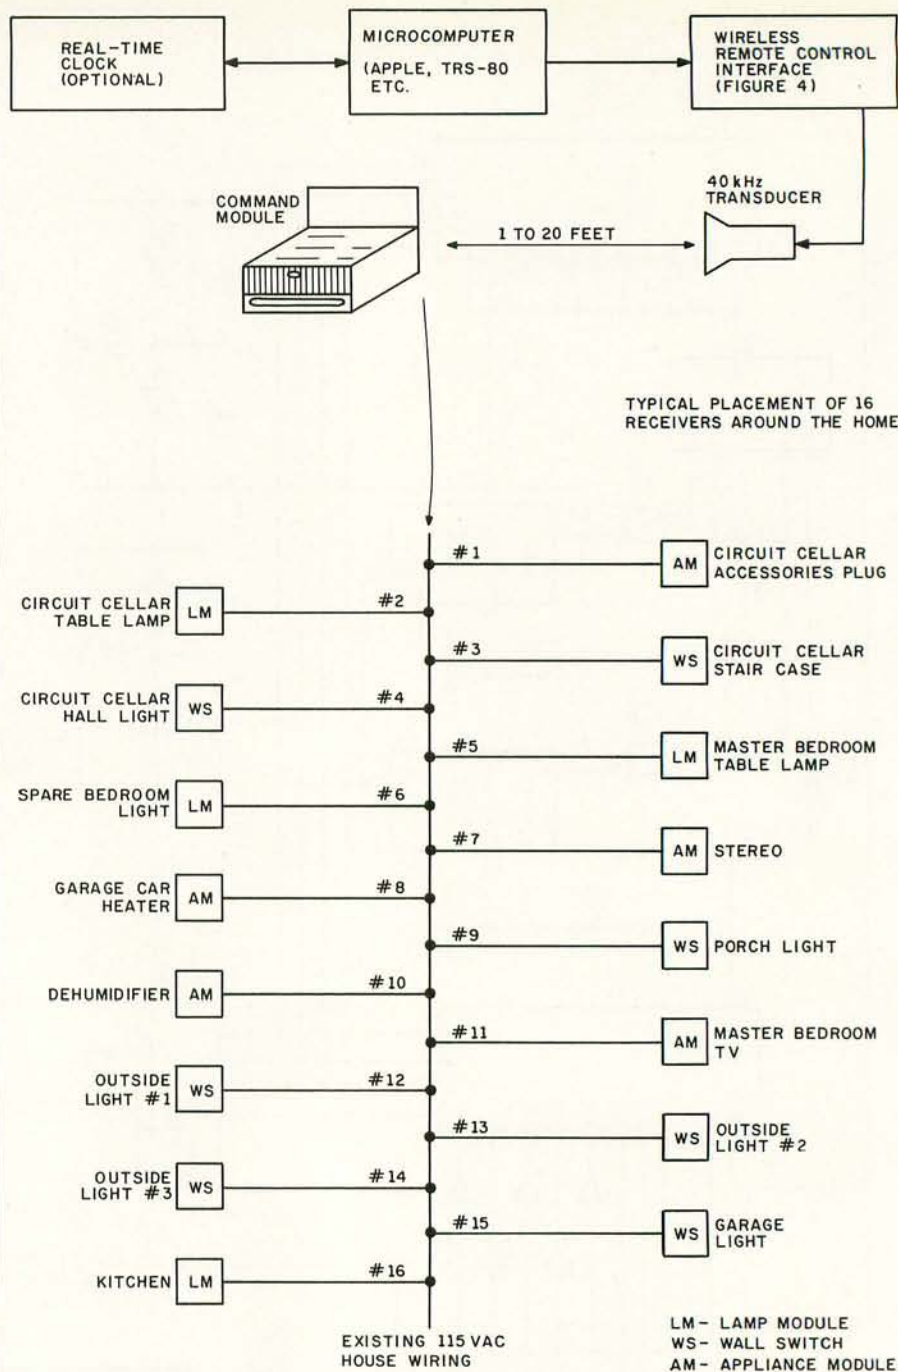 REAL-TIME
CLOCK
(OPTIONAL)
MICROCOMPUTER
(APPLE, TRS-80
ETC.
WIRELESS
REMOTE CONTROL
INTERFACE
(FIGURE 4)
COMMAND
MODULE
1 TO 20 FEET
40 kHz
TRANSDUCER
TYPICAL PLACEMENT OF 16
RECEIVERS AROUND THE HOME
#1
AM
CIRCUIT CELLAR
ACCESSORIES PLUG
CIRCUIT CELLAR
TABLE LAMP
LM
#2
#3
WS
CIRCUIT CELLAR
STAIR CASE
CIRCUIT CELLAR
HALL LIGHT
WS
#4
#5
LM
MASTER BEDROOM
TABLE LAMP
SPARE BEDROOM
LIGHT
LM
#6
#7
AM
STEREO
GARAGE CAR
HEATER
AM
#8
#9
WS
PORCH LIGHT
DEHUMIDIFIER
AM
#10
#11
AM
MASTER BEDROOM
TV
OUTSIDE
LIGHT #1
WS
#12
#13
WS
OUTSIDE
LIGHT #2
OUTSIDE
LIGHT #3
WS
#14
#15
WS
GARAGE
LIGHT
KITCHEN
LM
#16
EXISTING 115 VAC
HOUSE WIRING
LM- LAMP MODULE
WS- WALL SWITCH
AM- APPLIANCE MODULE